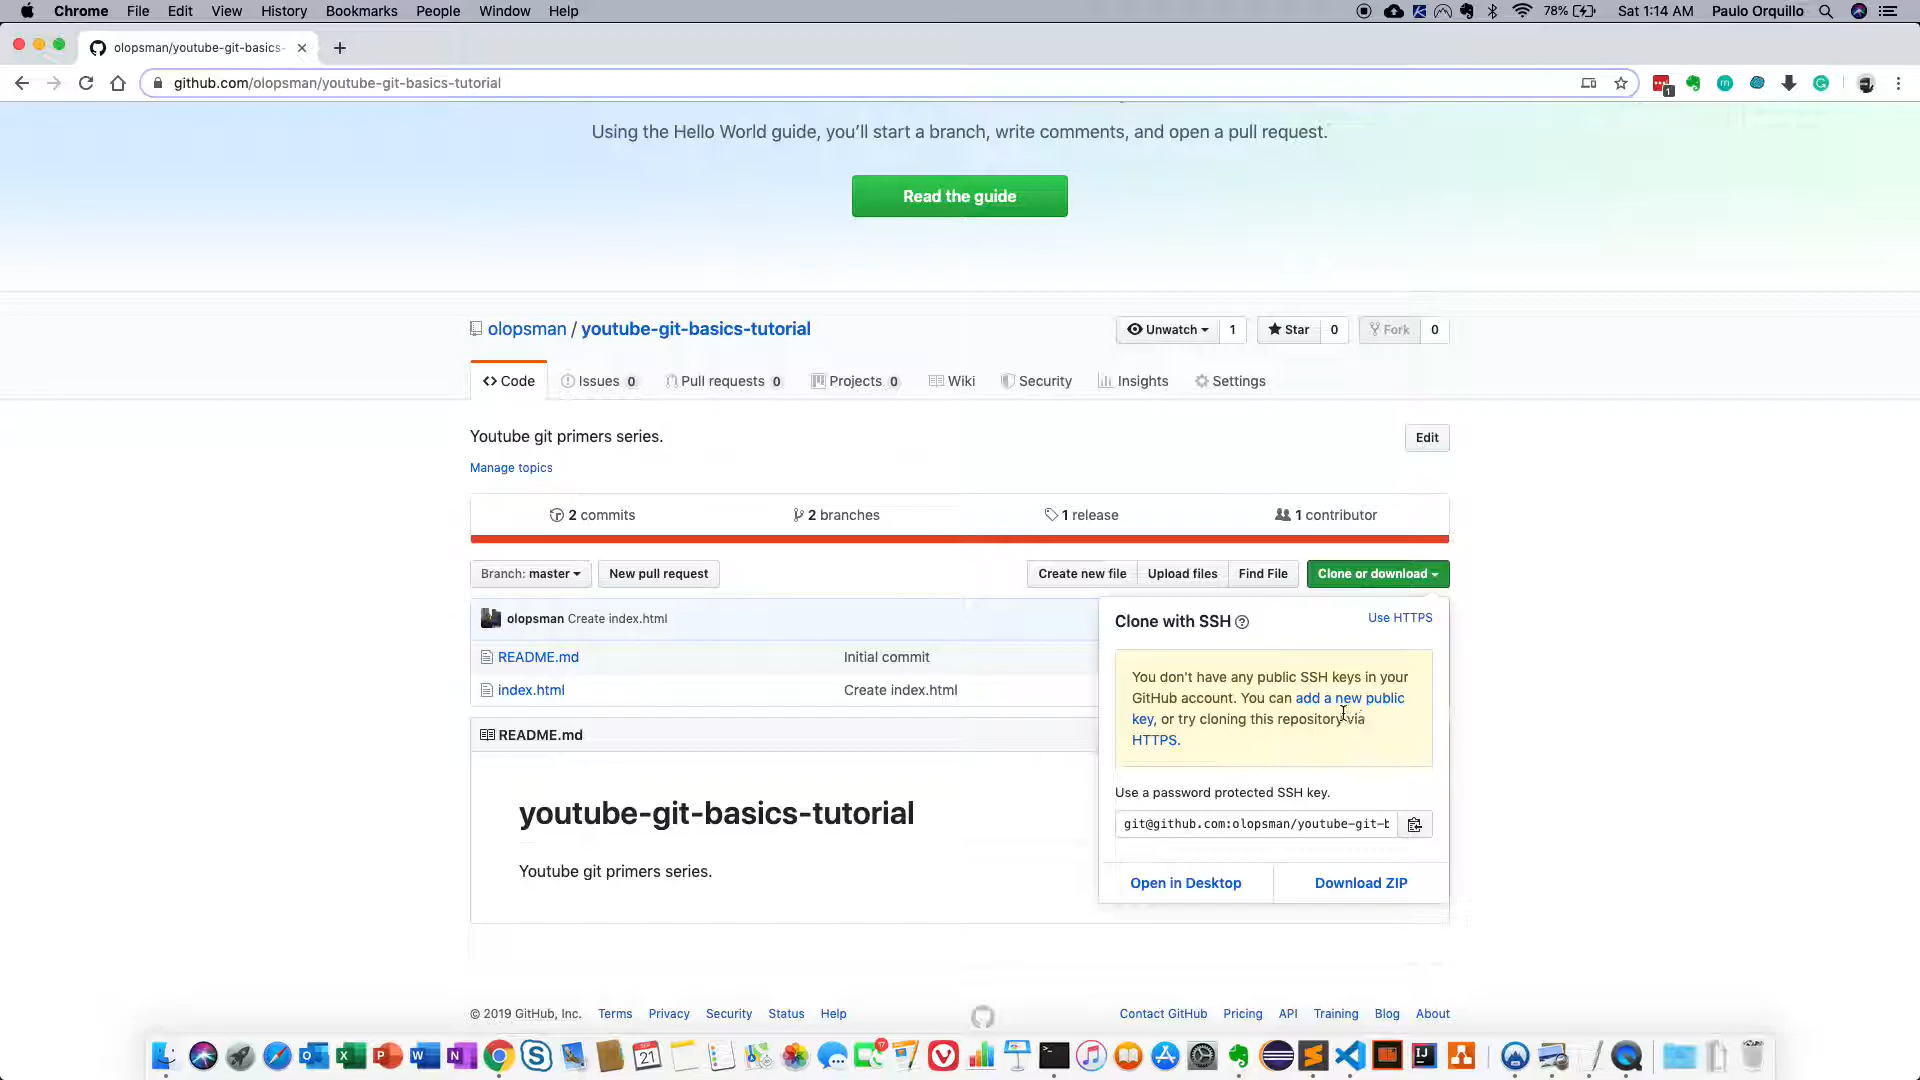 Chrome File Edit View History Bookmarks People Window Help 78% Sat 1:14 AM Paulo Orquillo
olopsman/youtube-git-basics-
github.com/olopsman/youtube-git-basics-tutorial
1
Using the Hello World guide, you'll start a branch, write comments, and open a pull request.
Read the guide
olopsman / youtube-git-basics-tutorial Unwatch 1 Star 0 Fork 0
Code Issues 0 Pull requests 0 Projects 0 Wiki Security Insights Settings
Youtube git primers series. Edit
Manage topics
2 commits 2 branches 1 release 1 contributor
Branch: master New pull request Create new file Upload files Find File Clone or download
olopsman Create index.html
README.md Initial commit
index.html Create index.html
README.md
youtube-git-basics-tutorial
Youtube git primers series.
Clone with SSH Use HTTPS
You don't have any public SSH keys in your
GitHub account. You can add a new public
key, or try cloning this repository via
HTTPS.
Use a password protected SSH key.
git@github.com:olopsman/youtube-git-b
Open in Desktop Download ZIP
© 2019 GitHub, Inc. Terms Privacy Security Status Help Contact GitHub Pricing API Training Blog About
SEP
21
17